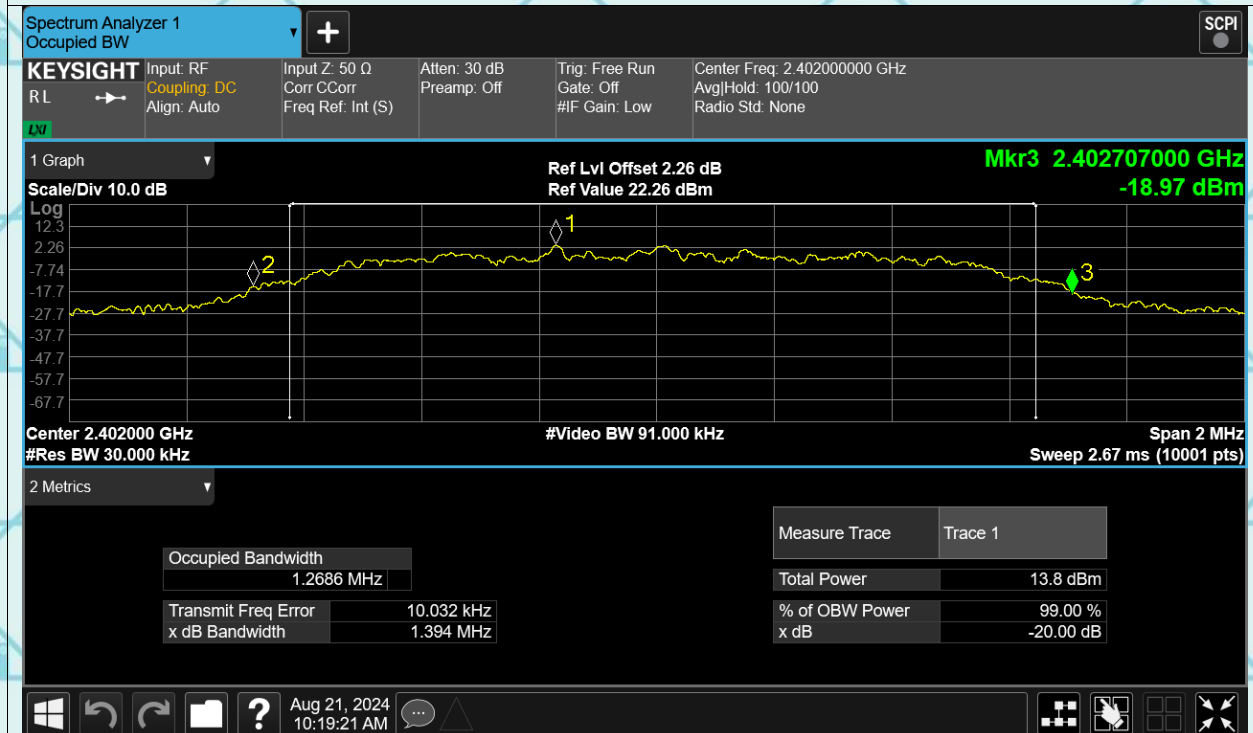 Spectrum Analyzer 1
Occupied BW
+
SCPI
KEYSIGHT
RL
LXI
Input: RF
Coupling: DC
Align: Auto
Input Z: 50 Ω
Corr CCorr
Freq Ref: Int (S)
Atten: 30 dB
Preamp: Off
Trig: Free Run
Gate: Off
#IF Gain: Low
Center Freq: 2.402000000 GHz
Avg|Hold: 100/100
Radio Std: None
1 Graph
Scale/Div 10.0 dB
Ref Lvl Offset 2.26 dB
Ref Value 22.26 dBm
Mkr3 2.402707000 GHz
-18.97 dBm
Log
12.3
2.26
-7.74
-17.7
-27.7
-37.7
-47.7
-57.7
-67.7
1
2
3
Center 2.402000 GHz
#Res BW 30.000 kHz
#Video BW 91.000 kHz
Span 2 MHz
Sweep 2.67 ms (10001 pts)
2 Metrics
Occupied Bandwidth
1.2686 MHz
Transmit Freq Error 10.032 kHz
x dB Bandwidth 1.394 MHz
Measure Trace Trace 1
Total Power 13.8 dBm
% of OBW Power 99.00 %
x dB -20.00 dB
?
Aug 21, 2024
10:19:21 AM